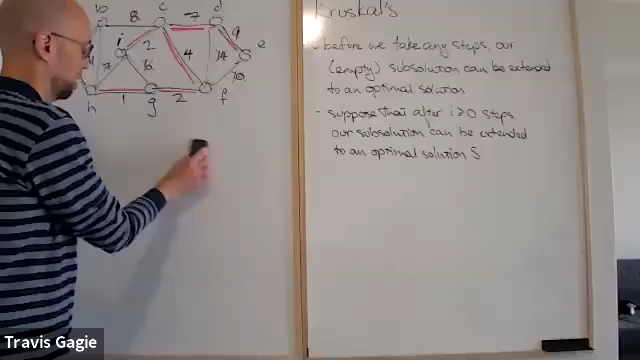 Kruskal's
- before we take any steps, our
(empty) subsolution can be extended
to an optimal solution
- suppose that after i ≥ 0 steps
our subsolution can be extended
to an optimal solution S
b 8 c 7 d
i 2 4 9 e
7 6 14 10
h 1 g 2 f
Travis Gagie